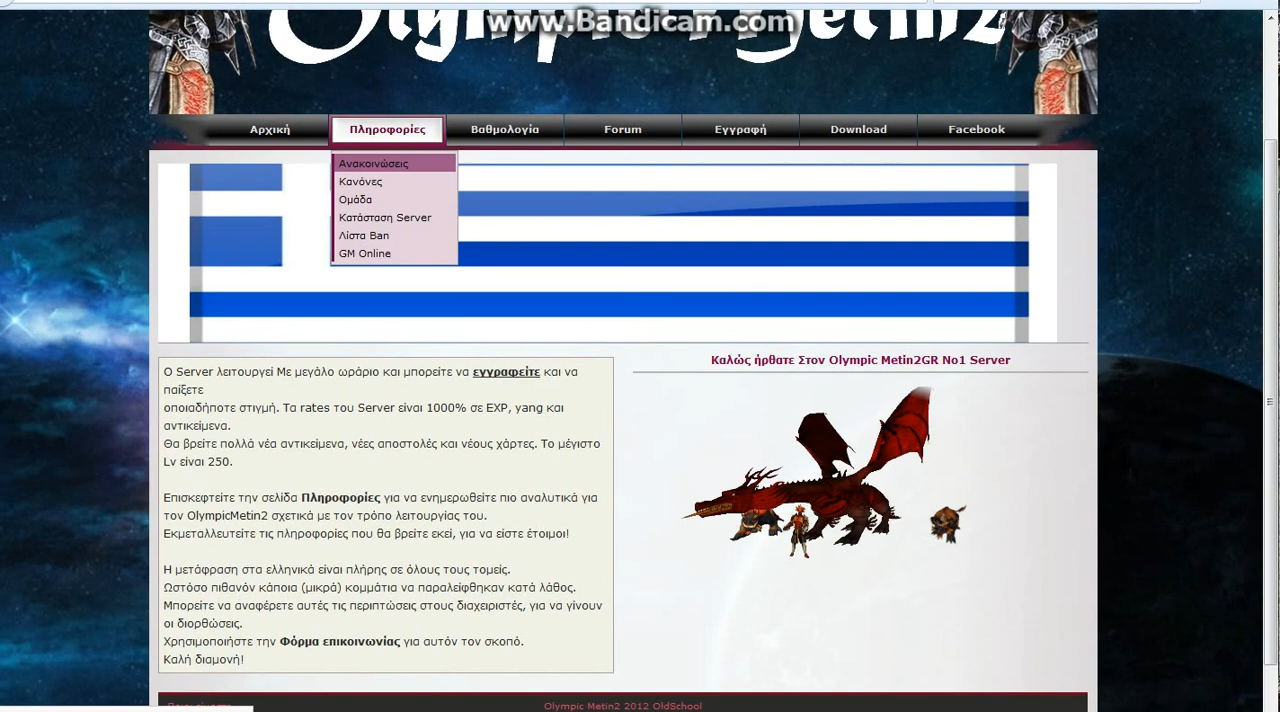 www.Bandicam.com
Olympic Metin2
Αρχική
Πληροφορίες
Βαθμολογία
Forum
Εγγραφή
Download
Facebook
Ανακοινώσεις
Κανόνες
Ομάδα
Κατάσταση Server
Λίστα Ban
GM Online
Ο Server λειτουργεί Με μεγάλο ωράριο και μπορείτε να εγγραφείτε και να
παίξετε
οποιαδήποτε στιγμή. Τα rates του Server είναι 1000% σε EXP, yang και
αντικείμενα.
Θα βρείτε πολλά νέα αντικείμενα, νέες αποστολές και νέους χάρτες. Το μέγιστο
Lv είναι 250.
Επισκεφτείτε την σελίδα Πληροφορίες για να ενημερωθείτε πιο αναλυτικά για
τον OlympicMetin2 σχετικά με τον τρόπο λειτουργίας του.
Εκμεταλλευτείτε τις πληροφορίες που θα βρείτε εκεί, για να είστε έτοιμοι!
Η μετάφραση στα ελληνικά είναι πλήρης σε όλους τους τομείς.
Ωστόσο πιθανόν κάποια (μικρά) κομμάτια να παραλείφθηκαν κατά λάθος.
Μπορείτε να αναφέρετε αυτές τις περιπτώσεις στους διαχειριστές, για να γίνουν
οι διορθώσεις.
Χρησιμοποιήστε την Φόρμα επικοινωνίας για αυτόν τον σκοπό.
Καλή διαμονή!
Καλώς ήρθατε Στον Olympic Metin2GR No1 Server
Olympic Metin2 2012 OldSchool